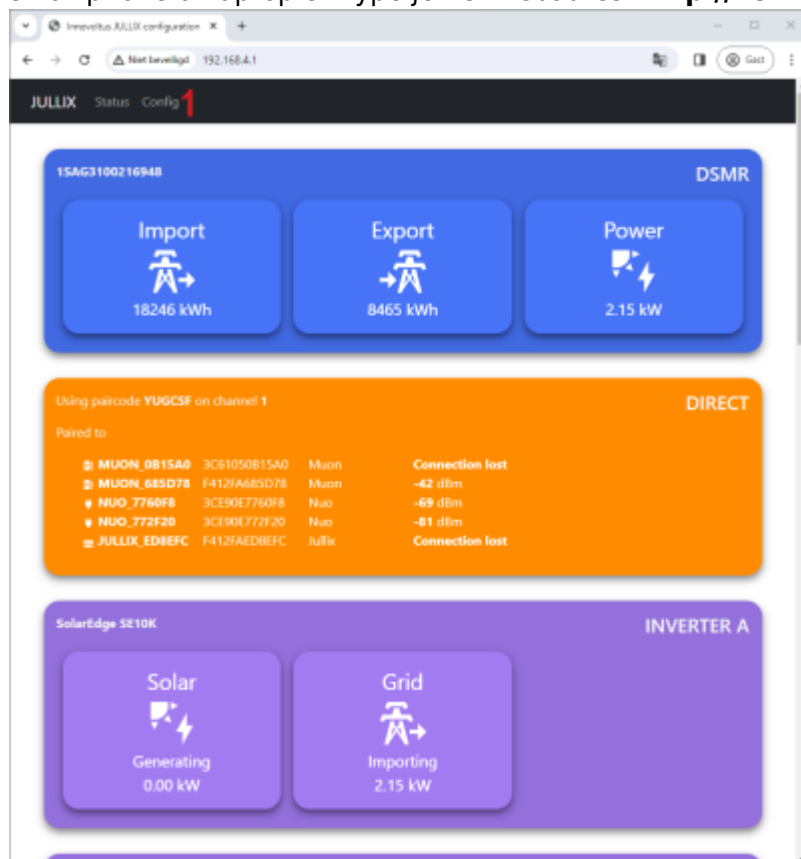 Innovoltus JULLIX configuration
Niet beveiligd 192.168.4.1
Gast
JULLIX Status Config 1
1SAG3100216948
DSMR
Import
Export
Power
18246 kWh
8465 kWh
2.15 kW
Using paircode YUGCSF on channel 1
DIRECT
Paired to
MUON_0B15A0 3C61050B15A0 Muon Connection lost
MUON_685D78 F412FA685D78 Muon -42 dBm
NUO_7760F8 3CE90E7760F8 Nuo -69 dBm
NUO_772F20 3CE90E772F20 Nuo -81 dBm
JULLIX_ED8EFC F412FAED8EFC Jullix Connection lost
SolarEdge SE10K
INVERTER A
Solar
Grid
Generating
Importing
0.00 kW
2.15 kW